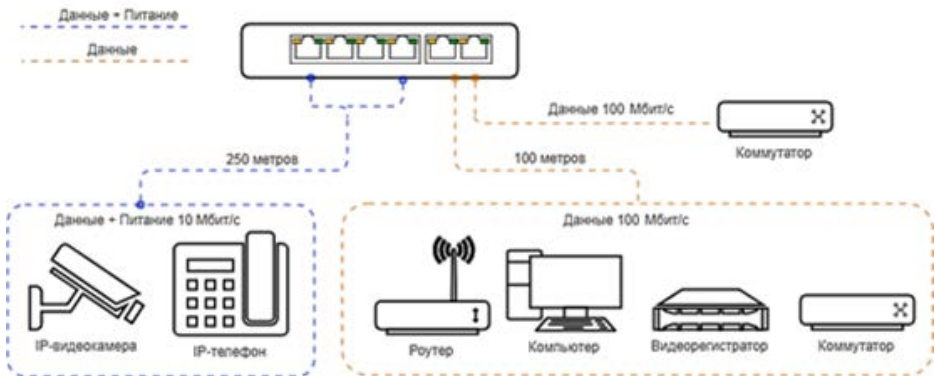 Данные + Питание
Данные
Данные 100 Мбит/с
Коммутатор
250 метров
100 метров
Данные + Питание 10 Мбит/с
Данные 100 Мбит/с
IP-видеокамера
IP-телефон
Роутер
Компьютер
Видеорегистратор
Коммутатор